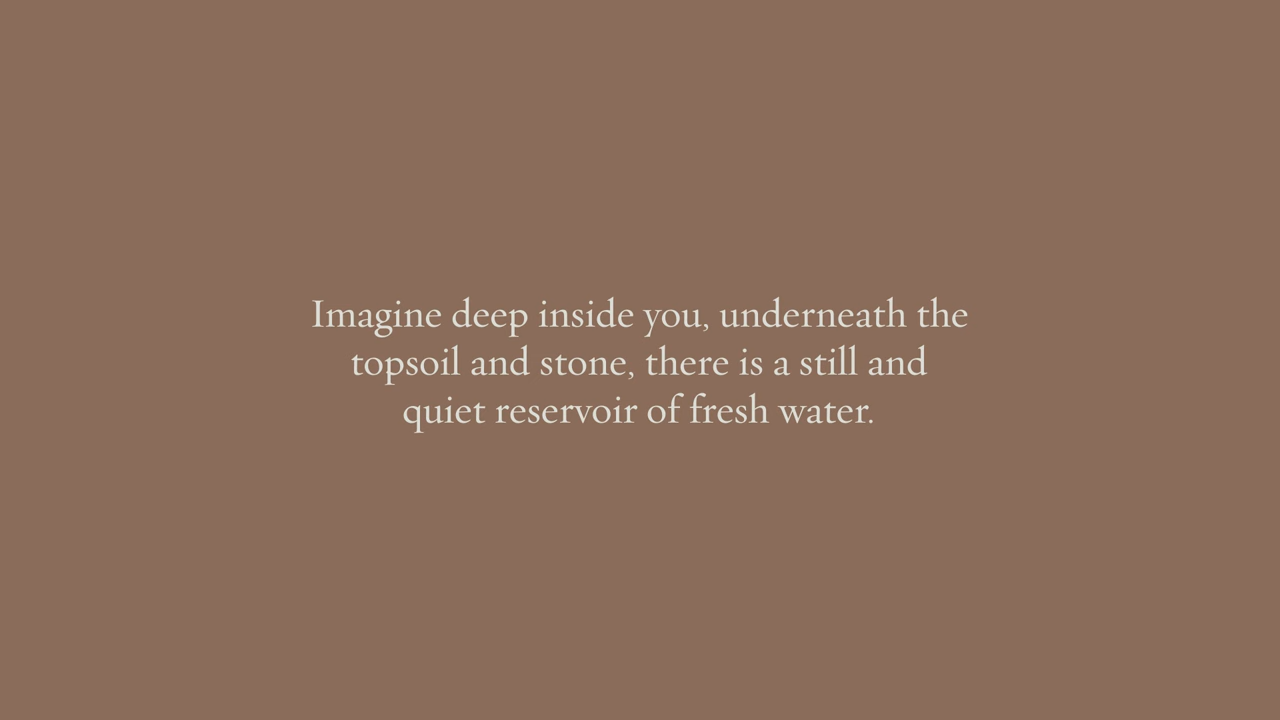 Imagine deep inside you, underneath the
topsoil and stone, there is a still and
quiet reservoir of fresh water.